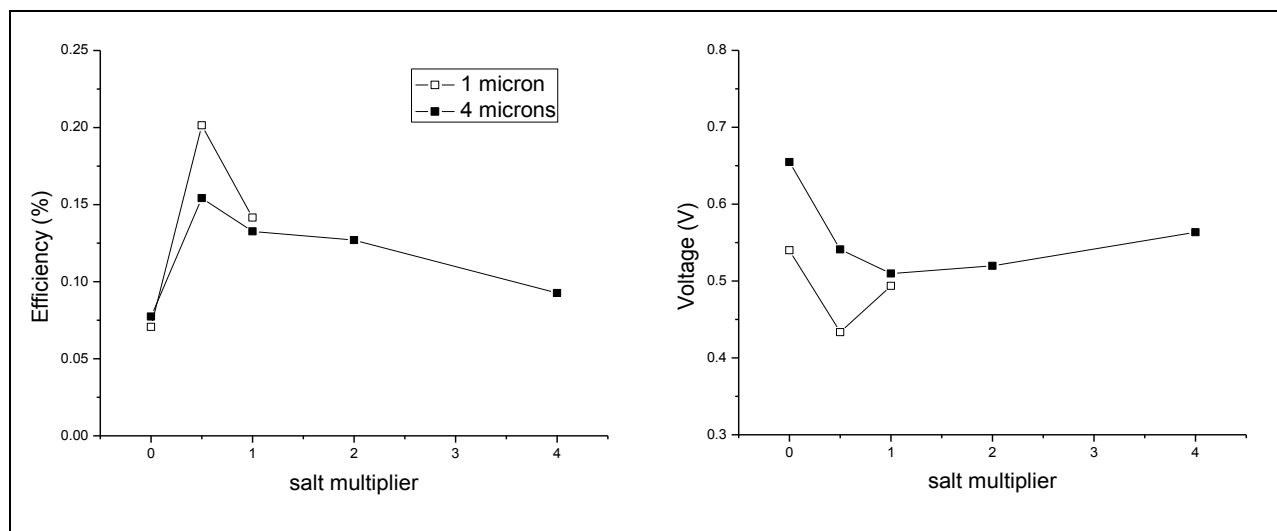 0.25
0.20
0.15
0.10
0.05
0.00
Efficiency (%)
0 1 2 3 4
salt multiplier
1 micron
4 microns
0.8
0.7
0.6
0.5
0.4
0.3
Voltage (V)
0 1 2 3 4
salt multiplier